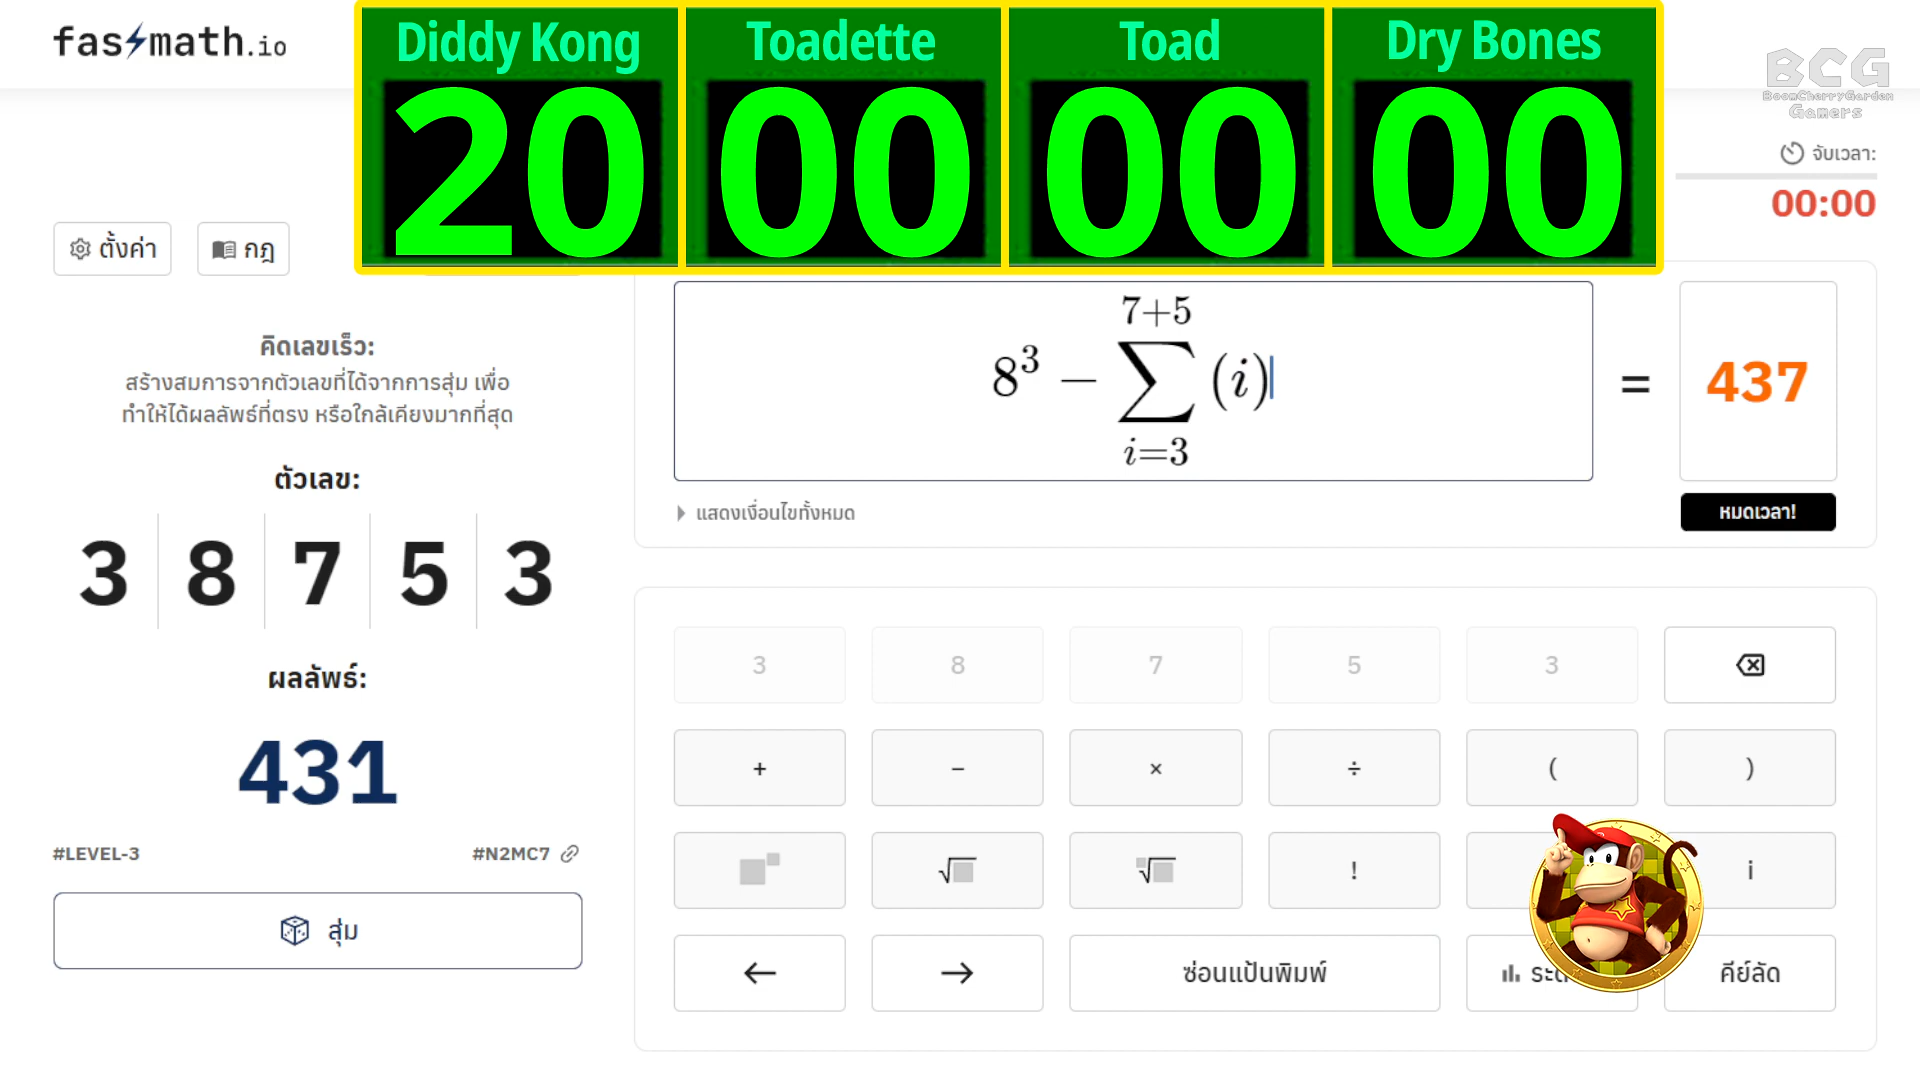 fastmath.io
Diddy Kong
20
Toadette
00
Toad
00
Dry Bones
00
BCG
BoomCherryGarden
Gamers
จับเวลา:
00:00
ตั้งค่า
กฎ
คิดเลขเร็ว:
สร้างสมการจากตัวเลขที่ได้จากการสุ่ม เพื่อ
ทำให้ได้ผลลัพธ์ที่ตรง หรือใกล้เคียงมากที่สุด
ตัวเลข:
3 8 7 5 3
ผลลัพธ์:
431
#LEVEL-3
#N2MC7
สุ่ม
7+5
8³ − ∑ (i)
i=3
= 437
แสดงเงื่อนไขทั้งหมด
หมดเวลา!
3 8 7 5 3
+ − × ÷ ( )
√ √ ! i
← → ซ่อนแป้นพิมพ์ คีย์ลัด